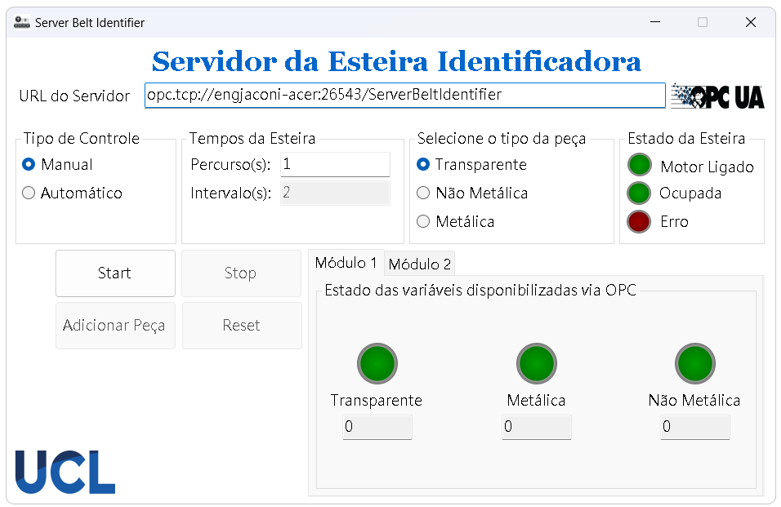 Server Belt Identifier
Servidor da Esteira Identificadora
URL do Servidor opc.tcp://engjaconi-acer:26543/ServerBeltIdentifier OPC UA
Tipo de Controle
Manual
Automático
Tempos da Esteira
Percurso(s): 1
Intervalo(s): 2
Selecione o tipo da peça
Transparente
Não Metálica
Metálica
Estado da Esteira
Motor Ligado
Ocupada
Erro
Start Stop
Adicionar Peça Reset
Módulo 1 Módulo 2
Estado das variáveis disponibilizadas via OPC
Transparente Metálica Não Metálica
0 0 0
UCL